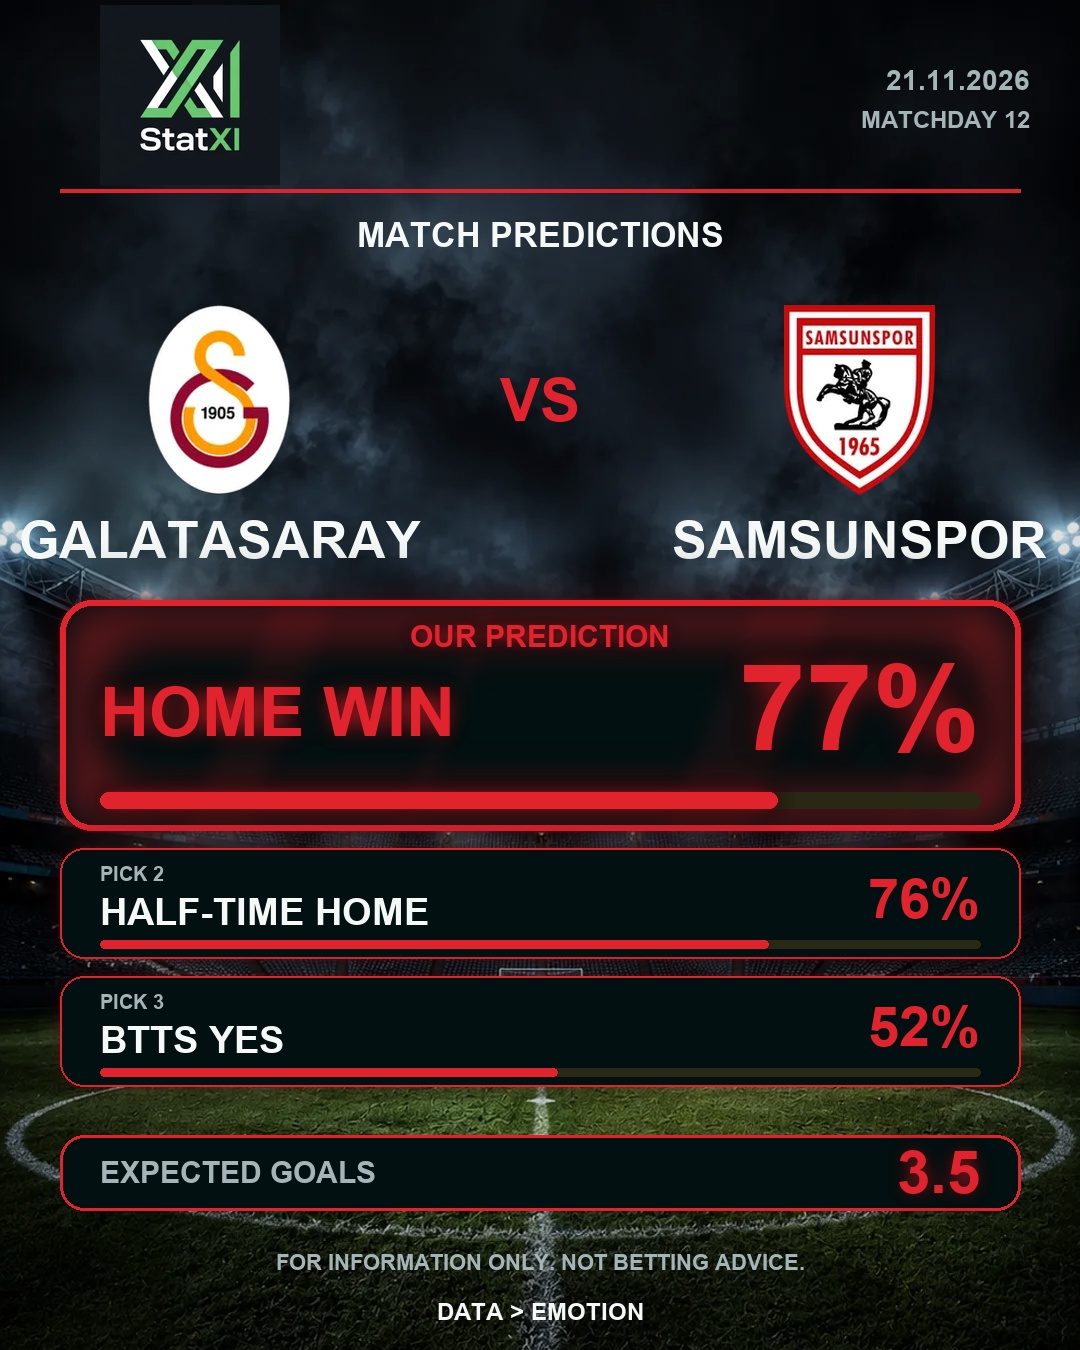 XI
StatXI
21.11.2026
MATCHDAY 12
MATCH PREDICTIONS
1905
VS
SAMSUNSPOR
1965
GALATASARAY
SAMSUNSPOR
OUR PREDICTION
HOME WIN
77%
PICK 2
HALF-TIME HOME
76%
PICK 3
BTTS YES
52%
EXPECTED GOALS
3.5
FOR INFORMATION ONLY. NOT BETTING ADVICE.
DATA > EMOTION